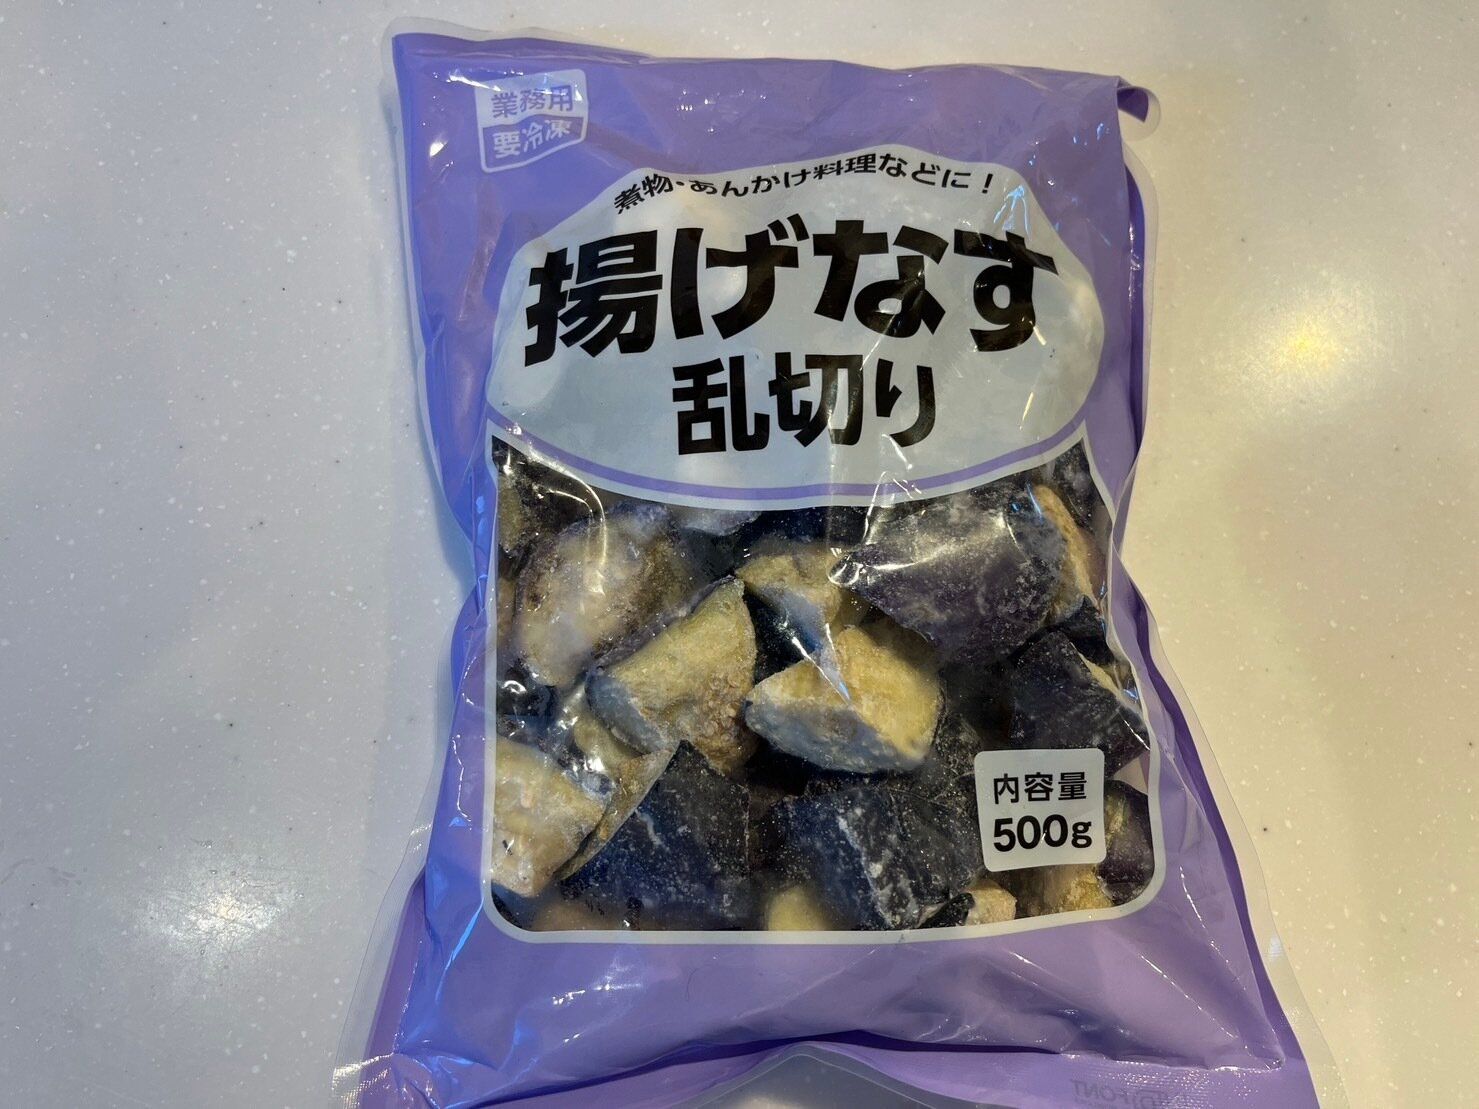 業務用
要冷凍
煮物・あんかけ料理などに！
揚げなす
乱切り
内容量
500g